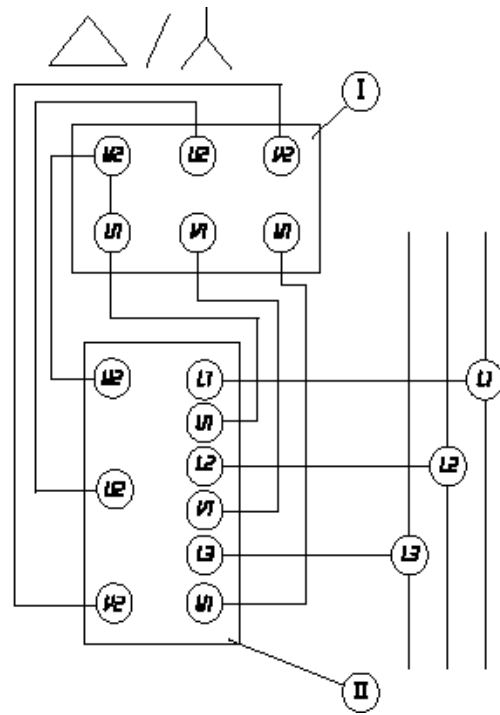 I
W2 U2 V2
U1 V1 W1
W2 L1 L1
U1
L2 L2
U2
V1
L3 L3
V2 W1
II